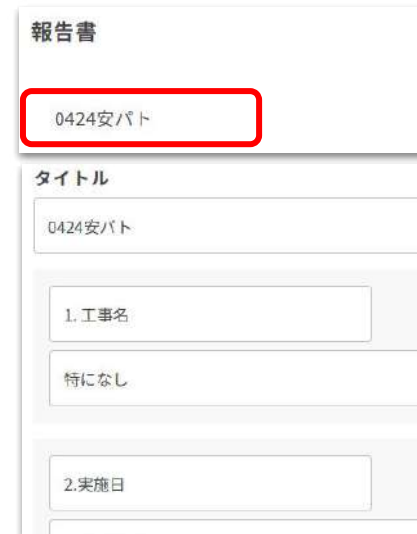 報告書
0424安パト
タイトル
0424安パト
1. 工事名
特になし
2.実施日